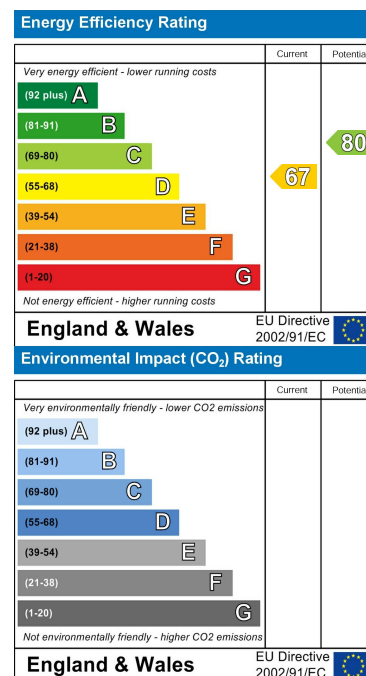 Energy Efficiency Rating
Current Potentia
Very energy efficient - lower running costs
(92 plus) A
(81-91) B
80
(69-80) C
67
(55-68) D
(39-54) E
(21-38) F
(1-20) G
Not energy efficient - higher running costs
England & Wales
EU Directive
2002/91/EC
Environmental Impact (CO₂) Rating
Current Potentia
Very environmentally friendly - lower CO2 emissions
(92 plus) A
(81-91) B
(69-80) C
(55-68) D
(39-54) E
(21-38) F
(1-20) G
Not environmentally friendly - higher CO2 emissions
England & Wales
EU Directive
2002/91/EC